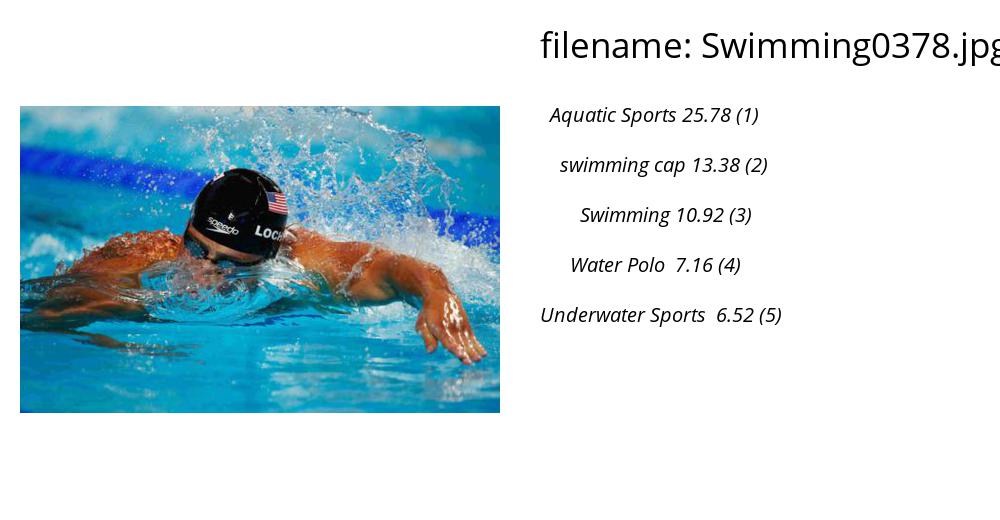 filename: Swimming0378.jpg
Aquatic Sports 25.78 (1)
swimming cap 13.38 (2)
Swimming 10.92 (3)
Water Polo 7.16 (4)
Underwater Sports 6.52 (5)
speedo
LOCH